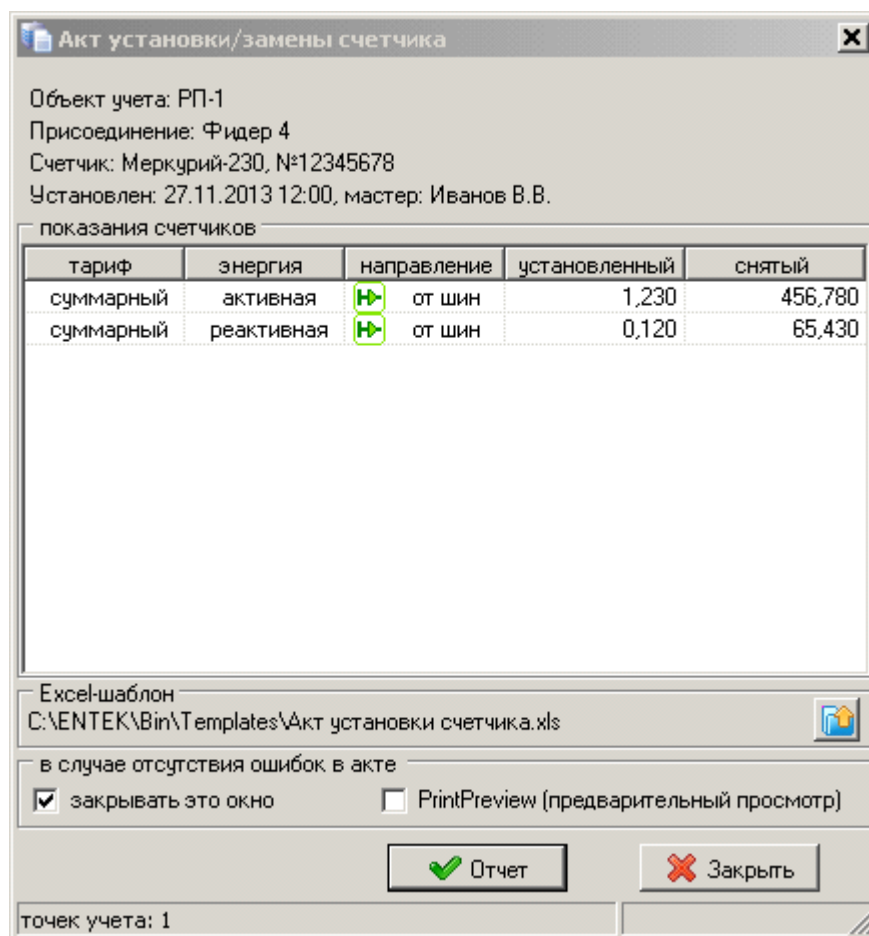 Акт установки/замены счетчика
Объект учета: РП-1
Присоединение: Фидер 4
Счетчик: Меркурий-230, №12345678
Установлен: 27.11.2013 12:00, мастер: Иванов В.В.
показания счетчиков
тариф энергия направление установленный снятый
суммарный активная от шин 1,230 456,780
суммарный реактивная от шин 0,120 65,430
Excel-шаблон
C:\ENTEK\Bin\Templates\Акт установки счетчика.xls
в случае отсутствия ошибок в акте
закрывать это окно PrintPreview (предварительный просмотр)
Отчет Закрыть
точек учета: 1